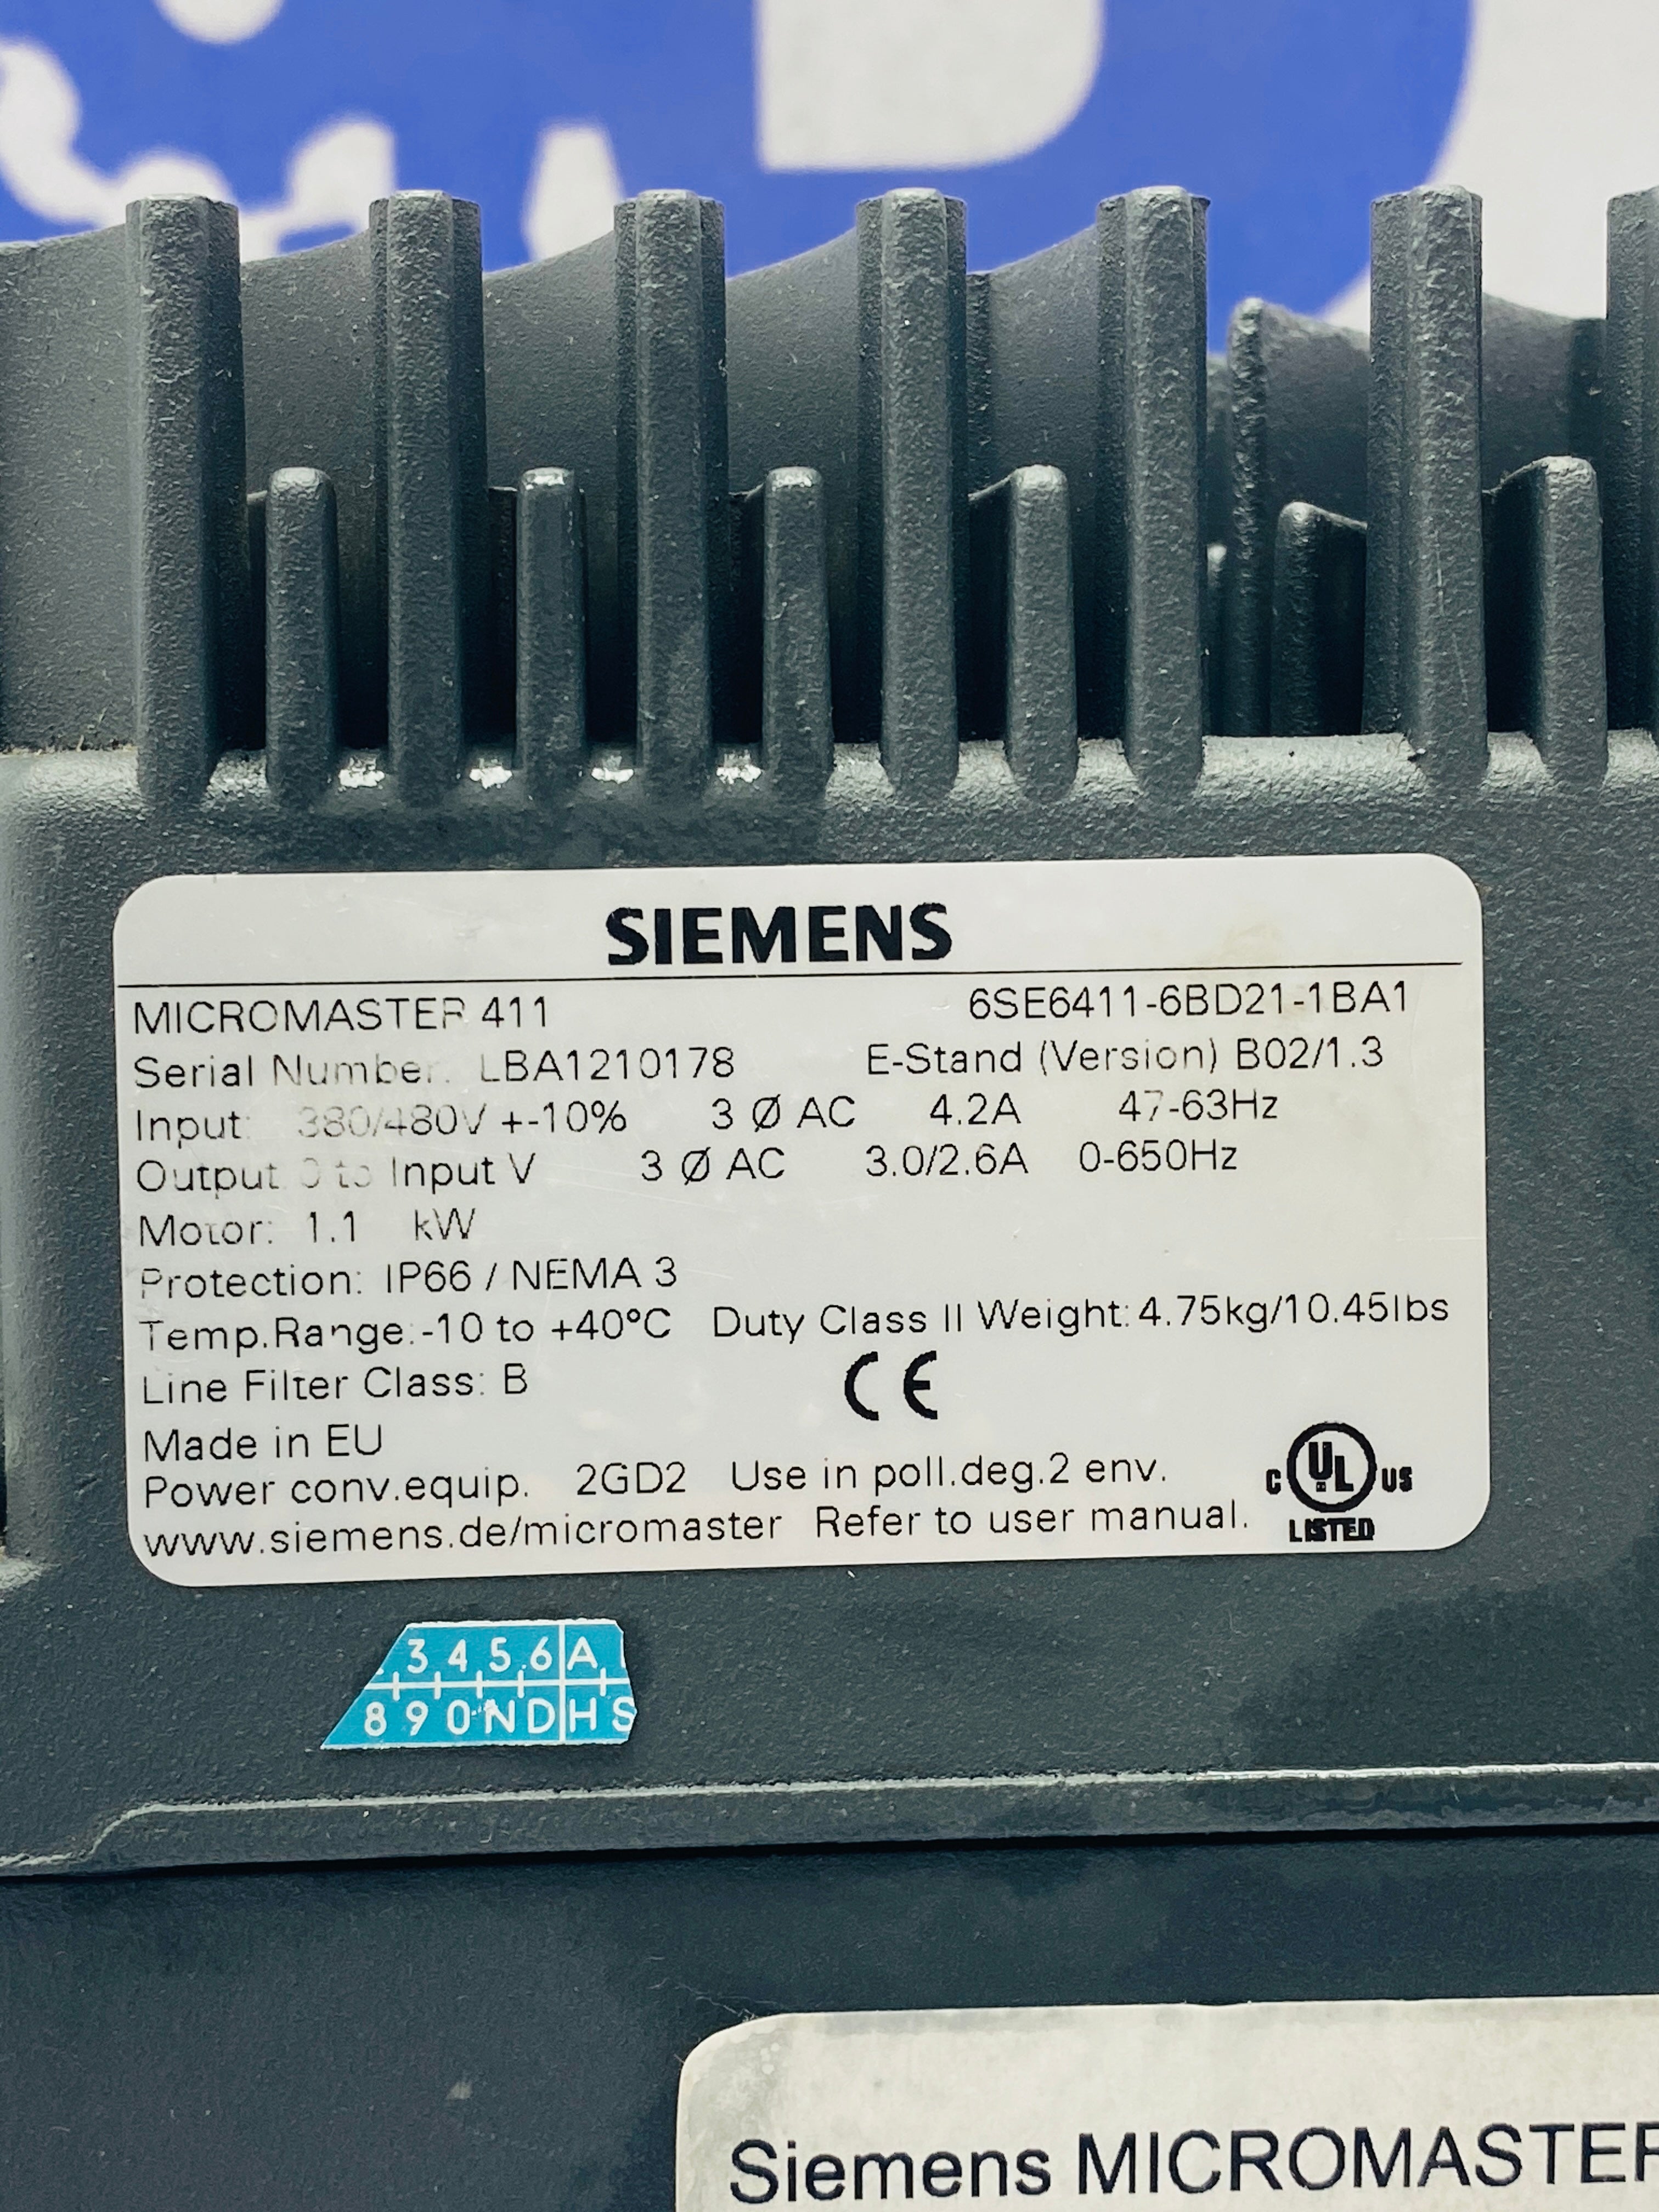 SIEMENS
MICROMASTER 411 6SE6411-6BD21-1BA1
Serial Number: LBA1210178 E-Stand (Version) B02/1.3
Input: 380/480V +-10% 3 Ø AC 4.2A 47-63Hz
Output 0 to Input V 3 Ø AC 3.0/2.6A 0-650Hz
Motor: 1.1 kW
Protection: IP66 / NEMA 3
Temp.Range:-10 to +40°C Duty Class II Weight: 4.75kg/10.45lbs
Line Filter Class: B
CE
Made in EU
Power conv.equip. 2GD2 Use in poll.deg.2 env.
www.siemens.de/micromaster Refer to user manual.
C UL US
LISTED
3 4 5 6 A
8 9 0 N D H S
Siemens MICROMASTER